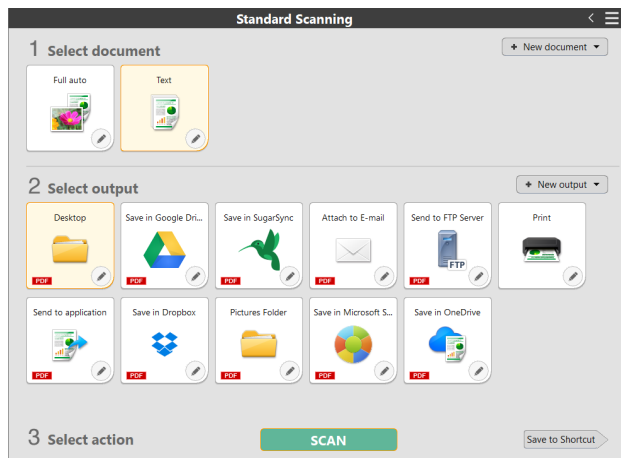 Standard Scanning
1 Select document
+ New document
Full auto
Text
2 Select output
+ New output
Desktop
PDF
Save in Google Dri...
PDF
Save in SugarSync
PDF
Attach to E-mail
PDF
Send to FTP Server
FTP
PDF
Print
Send to application
PDF
Save in Dropbox
PDF
Pictures Folder
PDF
Save in Microsoft S...
PDF
Save in OneDrive
PDF
3 Select action
SCAN
Save to Shortcut